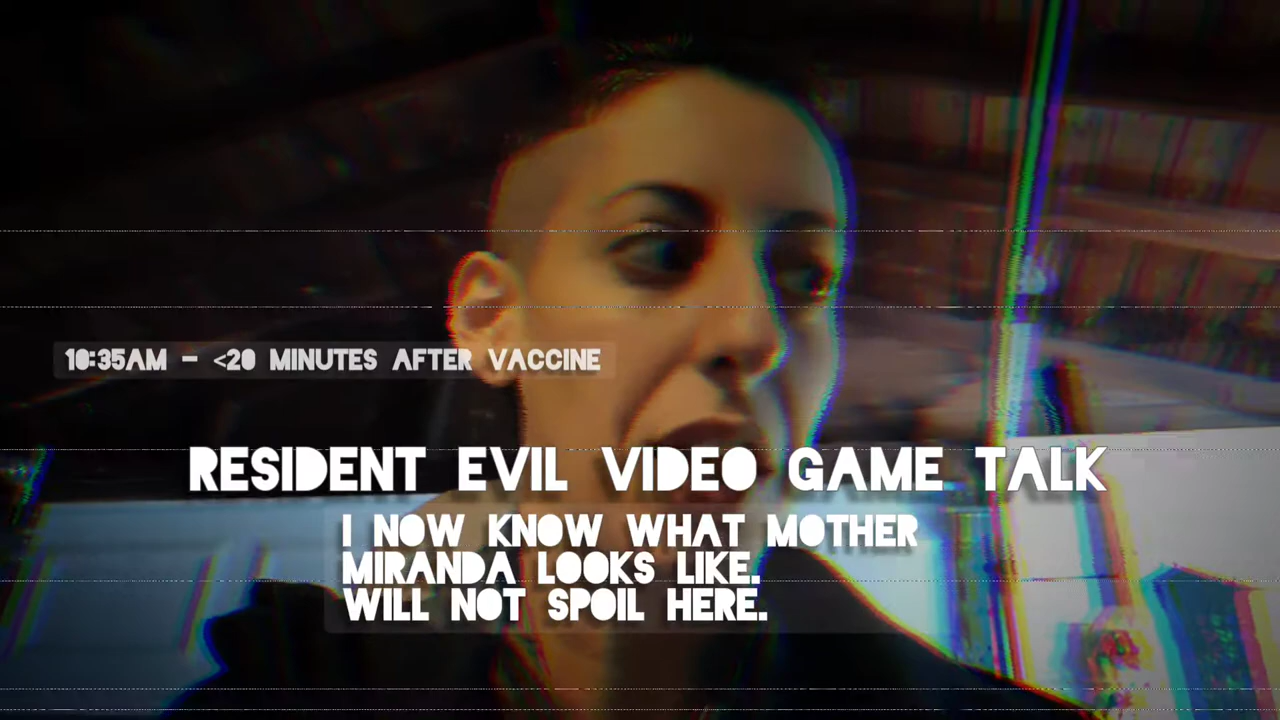 10:35AM - <20 MINUTES AFTER VACCINE
RESIDENT EVIL VIDEO GAME TALK
I NOW KNOW WHAT MOTHER
MIRANDA LOOKS LIKE.
WILL NOT SPOIL HERE.